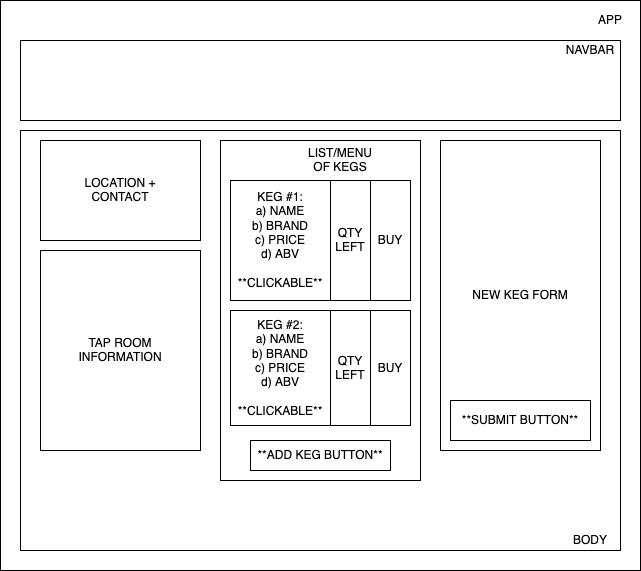 APP
NAVBAR
LOCATION +
CONTACT
TAP ROOM
INFORMATION
LIST/MENU
OF KEGS
KEG #1:
a) NAME
b) BRAND
c) PRICE
d) ABV
**CLICKABLE**
QTY
LEFT
BUY
KEG #2:
a) NAME
b) BRAND
c) PRICE
d) ABV
**CLICKABLE**
QTY
LEFT
BUY
**ADD KEG BUTTON**
NEW KEG FORM
**SUBMIT BUTTON**
BODY